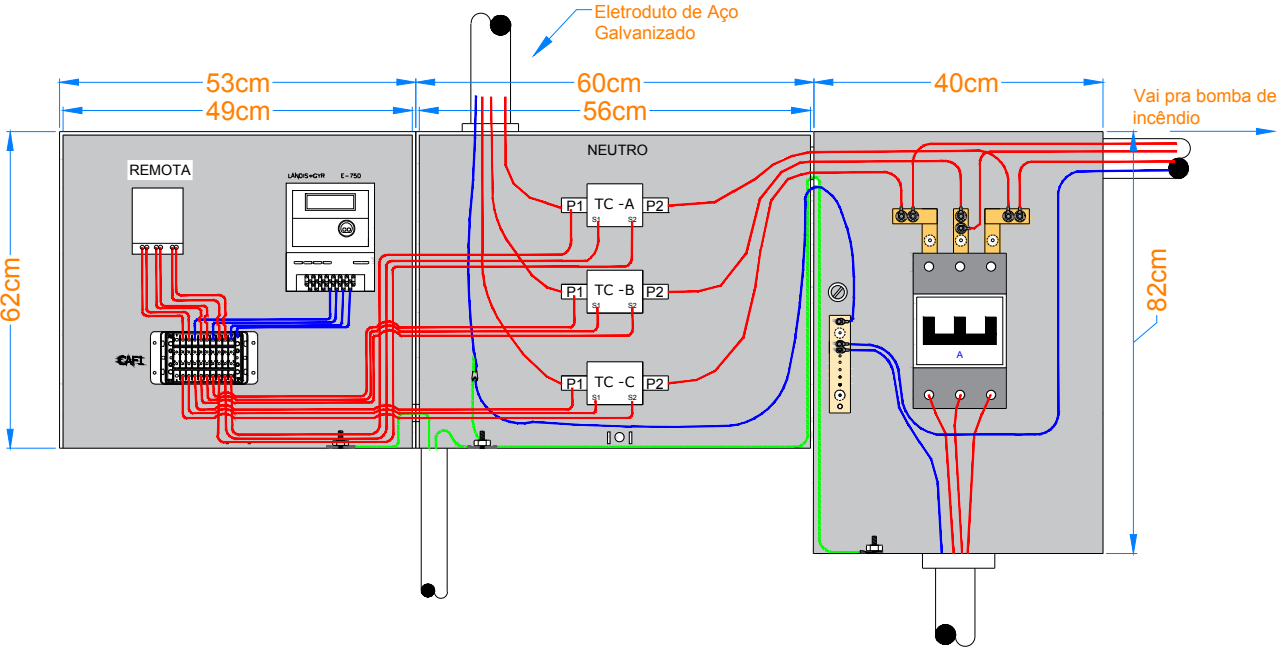 Eletroduto de Aço
Galvanizado
53cm
60cm
40cm
49cm
56cm
Vai pra bomba de
incêndio
NEUTRO
REMOTA
LANDIS+GYR E-750
P1 TC -A P2
S1 S2
62cm
82cm
P1 TC -B P2
S1 S2
A
CAFI
P1 TC -C P2
S1 S2